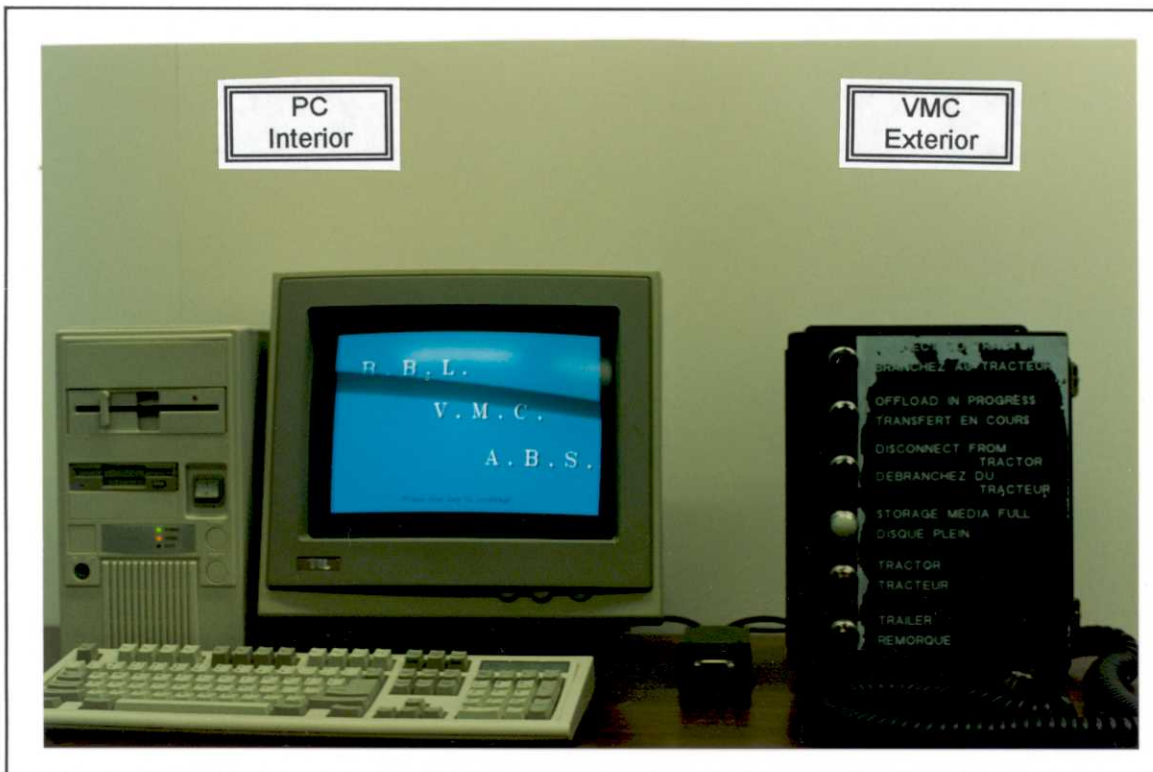 PC
Interior
VMC
Exterior
B. B. L.
V. M. C.
A. B. S.
BRANCHEZ AU TRACTEUR
OFFLOAD IN PROGRESS
TRANSFERT EN COURS
DISCONNECT FROM
TRACTOR
DEBRANCHEZ DU
TRACTEUR
STORAGE MEDIA FULL
DISQUE PLEIN
TRACTOR
TRACTEUR
TRAILER
REMORQUE